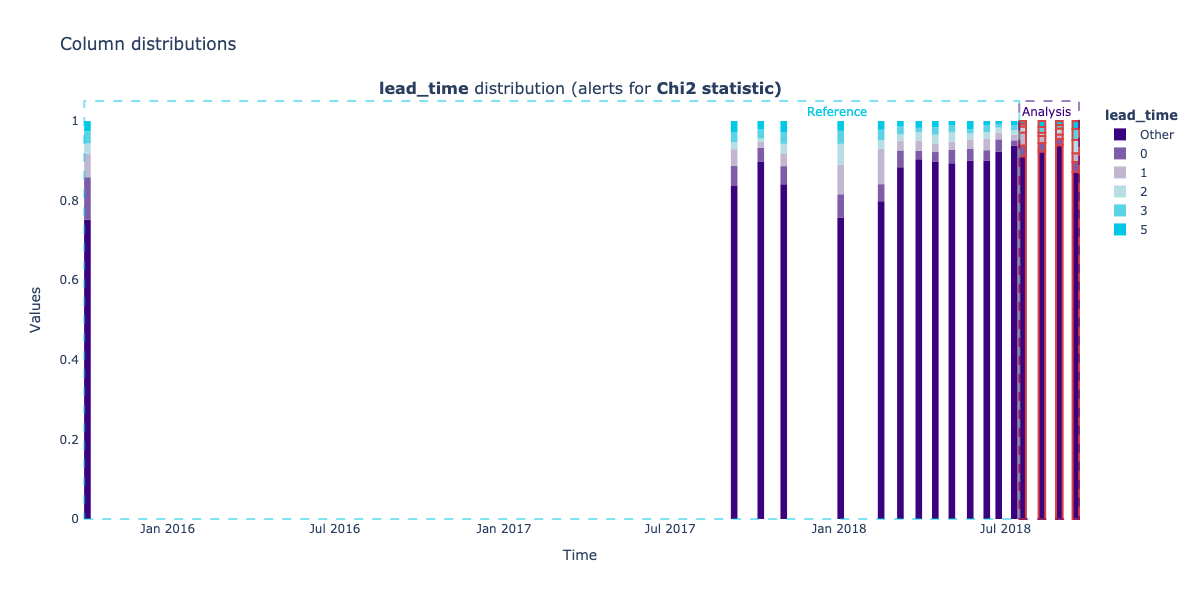 Column distributions
lead_time distribution (alerts for Chi2 statistic)
Reference
Analysis
lead_time
Other
0
1
2
3
5
1
0.8
0.6
0.4
0.2
0
Values
Jan 2016
Jul 2016
Jan 2017
Jul 2017
Jan 2018
Jul 2018
Time